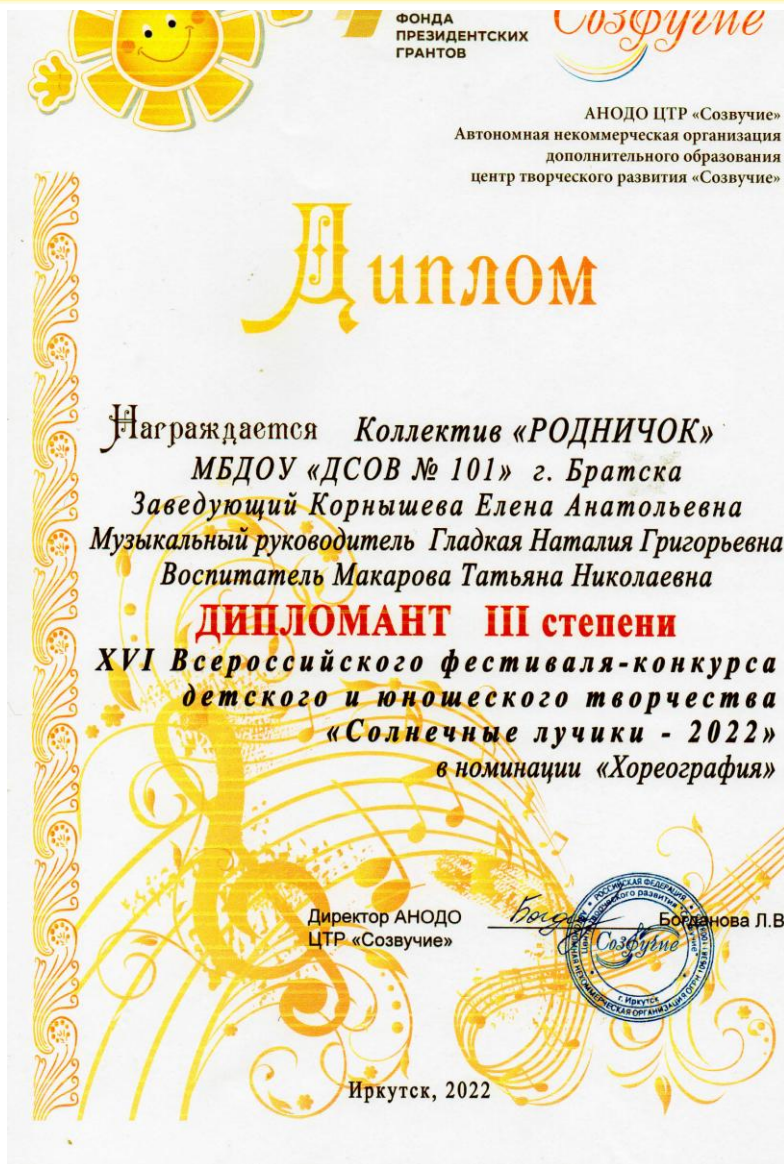 ФОНДА
ПРЕЗИДЕНТСКИХ
ГРАНТОВ
Созвучие
АНОДО ЦТР «Созвучие»
Автономная некоммерческая организация
дополнительного образования
центр творческого развития «Созвучие»
Диплом
Награждается Коллектив «РОДНИЧОК»
МБДОУ «ДСОВ № 101» г. Братска
Заведующий Корнышева Елена Анатольевна
Музыкальный руководитель Гладкая Наталия Григорьевна
Воспитатель Макарова Татьяна Николаевна
ДИПЛОМАНТ III степени
XVI Всероссийского фестиваля-конкурса
детского и юношеского творчества
«Солнечные лучики - 2022»
в номинации «Хореография»
Директор АНОДО
ЦТР «Созвучие»
Богданова Л.В
РОССИЙСКАЯ ФЕДЕРАЦИЯ
Созвучие
г. Иркутск
Иркутск, 2022